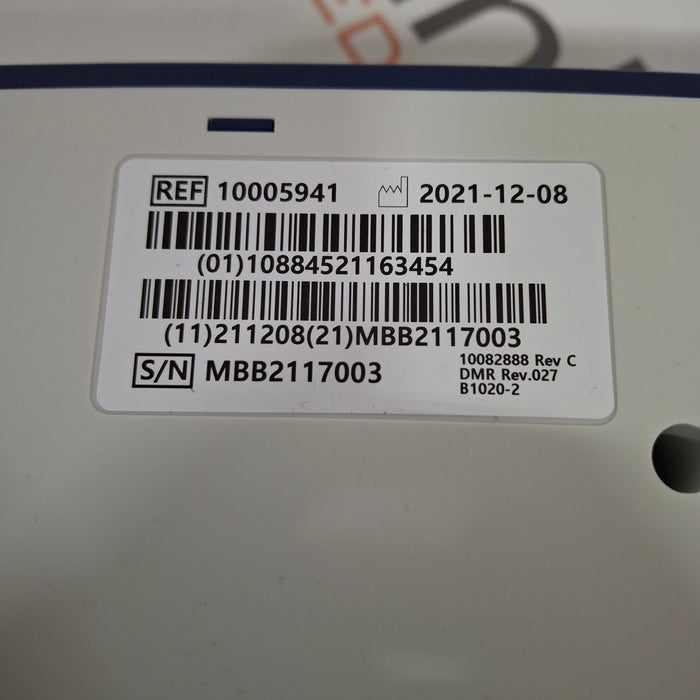 REF 10005941 2021-12-08
(01)10884521163454
(11)211208(21)MBB2117003
S/N MBB2117003
10082888 Rev C
DMR Rev.027
B1020-2